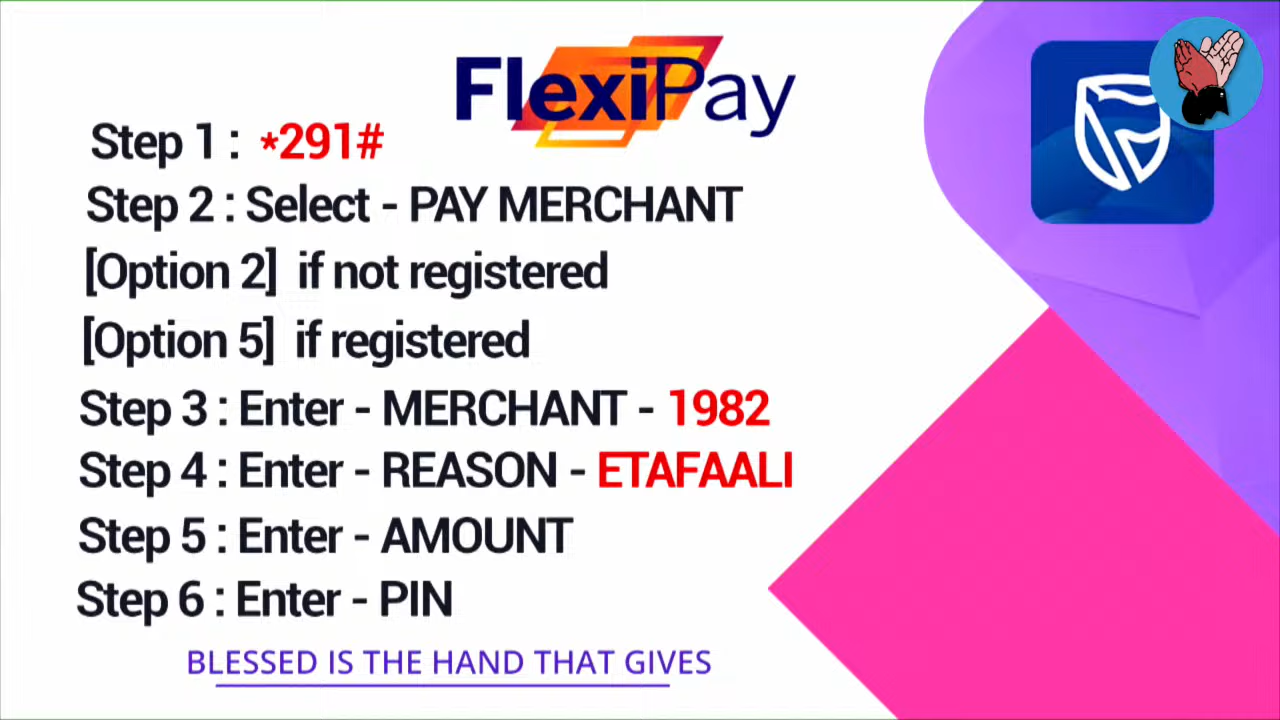 FlexiPay
Step 1 : *291#
Step 2 : Select - PAY MERCHANT
[Option 2] if not registered
[Option 5] if registered
Step 3 : Enter - MERCHANT - 1982
Step 4 : Enter - REASON - ETAFAALI
Step 5 : Enter - AMOUNT
Step 6 : Enter - PIN
BLESSED IS THE HAND THAT GIVES